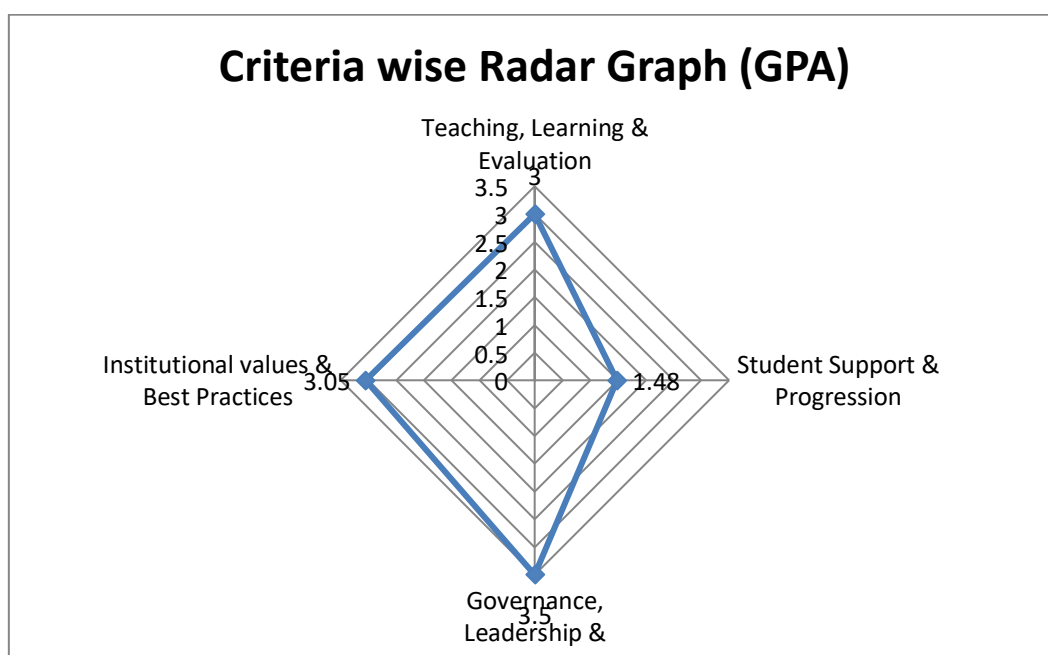 Criteria wise Radar Graph (GPA)
Teaching, Learning &
Evaluation
3
3.5
3
2.5
2
1.5
1
0.5
0
Institutional values &
Best Practices
3.05
1.48
Student Support &
Progression
Governance,
3.5
Leadership &